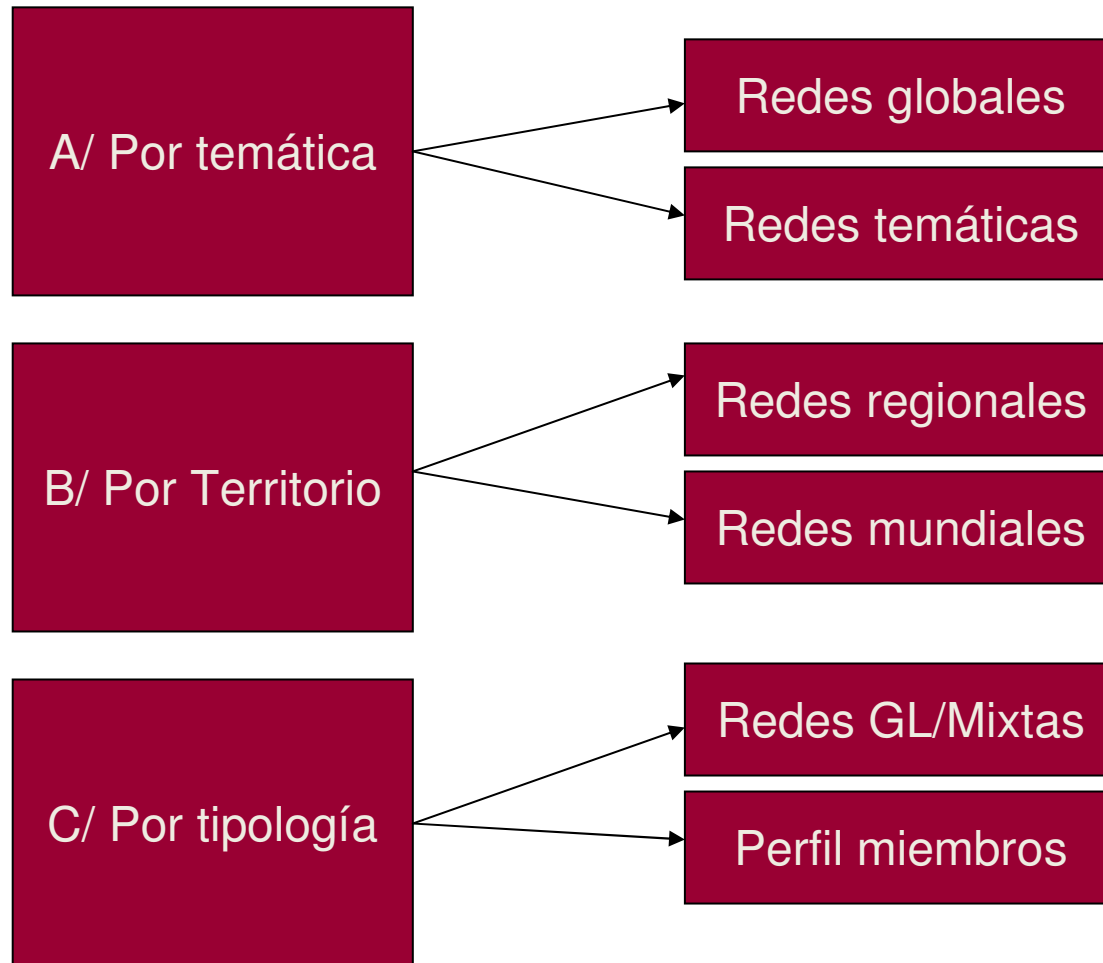 A/ Por temática
Redes globales
Redes temáticas
B/ Por Territorio
Redes regionales
Redes mundiales
C/ Por tipología
Redes GL/Mixtas
Perfil miembros